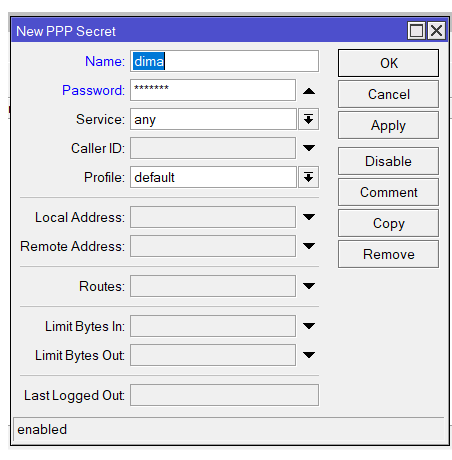 New PPP Secret
Name: dima
Password: *******
Service: any
Caller ID:
Profile: default
Local Address:
Remote Address:
Routes:
Limit Bytes In:
Limit Bytes Out:
Last Logged Out:
OK
Cancel
Apply
Disable
Comment
Copy
Remove
enabled